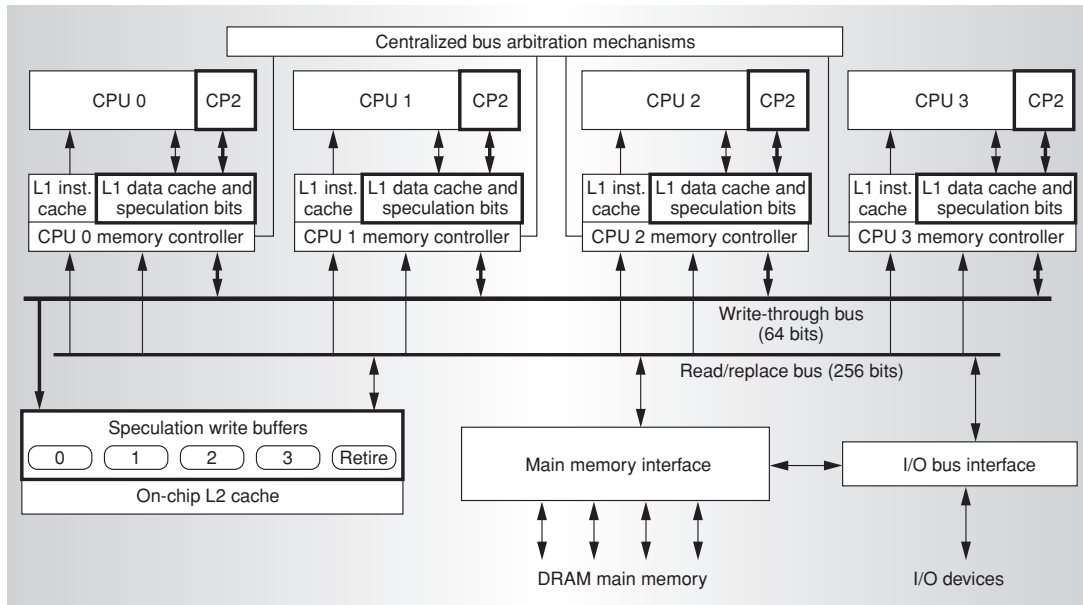 Centralized bus arbitration mechanisms
CPU 0
CP2
CPU 1
CP2
CPU 2
CP2
CPU 3
CP2
L1 inst.
cache
L1 data cache and
speculation bits
CPU 0 memory controller
L1 inst.
cache
L1 data cache and
speculation bits
CPU 1 memory controller
L1 inst.
cache
L1 data cache and
speculation bits
CPU 2 memory controller
L1 inst.
cache
L1 data cache and
speculation bits
CPU 3 memory controller
Write-through bus
(64 bits)
Read/replace bus (256 bits)
Speculation write buffers
0
1
2
3
Retire
On-chip L2 cache
Main memory interface
I/O bus interface
DRAM main memory
I/O devices